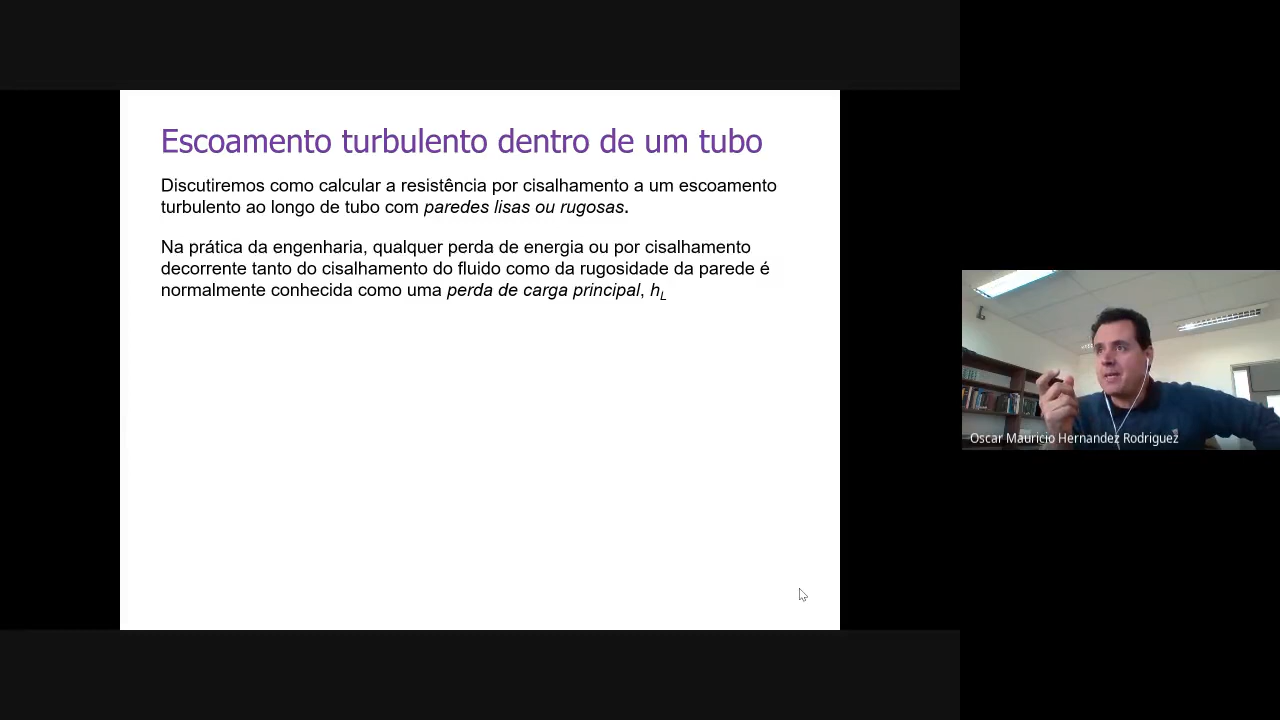 Escoamento turbulento dentro de um tubo
Discutiremos como calcular a resistência por cisalhamento a um escoamento
turbulento ao longo de tubo com paredes lisas ou rugosas.
Na prática da engenharia, qualquer perda de energia ou por cisalhamento
decorrente tanto do cisalhamento do fluido como da rugosidade da parede é
normalmente conhecida como uma perda de carga principal, hL
Oscar Mauricio Hernandez Rodriguez